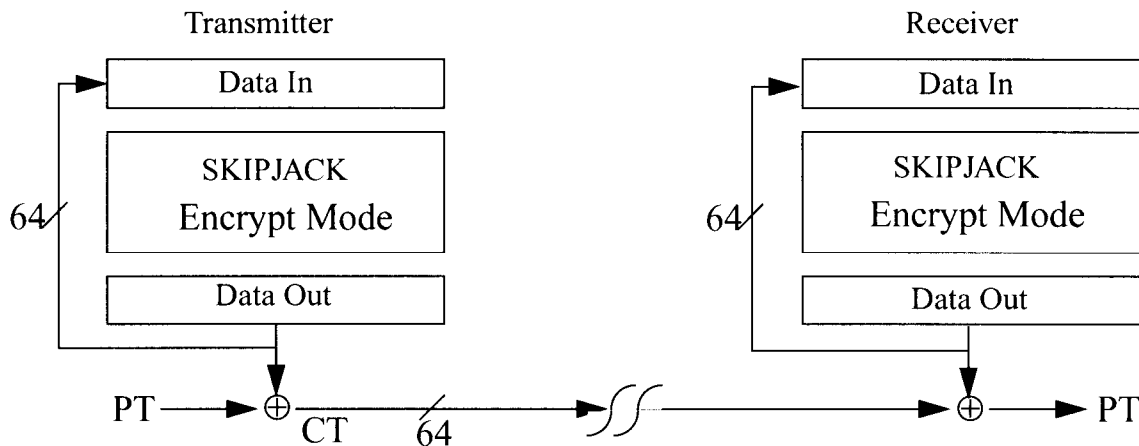 Transmitter
Data In
SKIPJACK
Encrypt Mode
64
Data Out
PT
CT
64
Receiver
Data In
SKIPJACK
Encrypt Mode
64
Data Out
PT